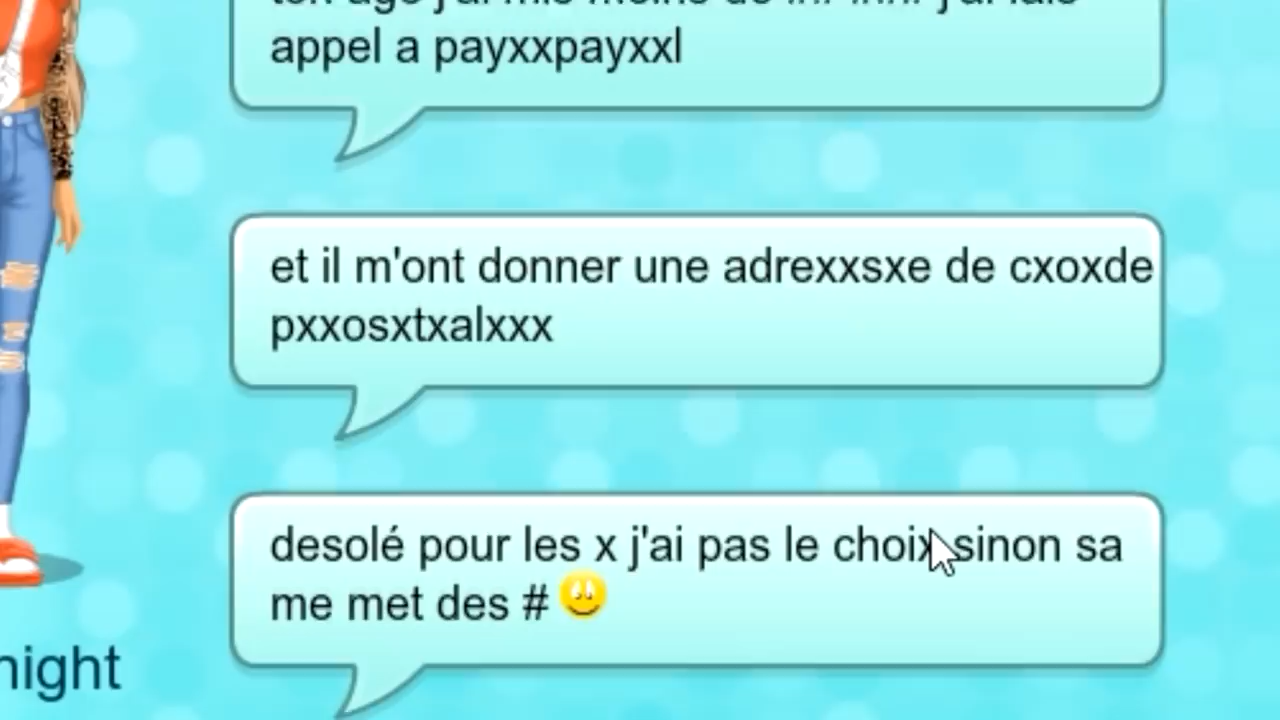 appel a payxxpayxxl
et il m'ont donner une adrexxsxe de cxoxde
pxxosxtxalxxx
desolé pour les x j'ai pas le choix sinon sa
me met des #
night